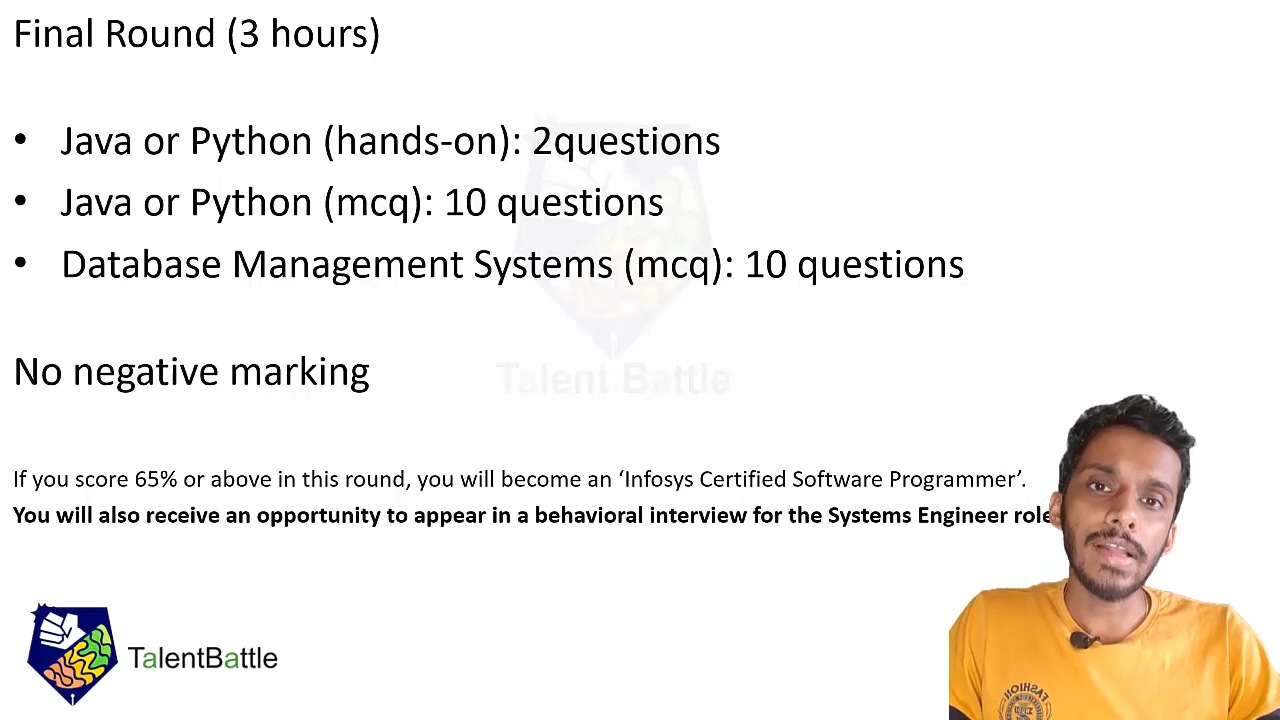 Final Round (3 hours)
• Java or Python (hands-on): 2questions
• Java or Python (mcq): 10 questions
• Database Management Systems (mcq): 10 questions
Talent Battle
No negative marking
If you score 65% or above in this round, you will become an ‘Infosys Certified Software Programmer’.
You will also receive an opportunity to appear in a behavioral interview for the Systems Engineer role
TalentBattle
FASHION